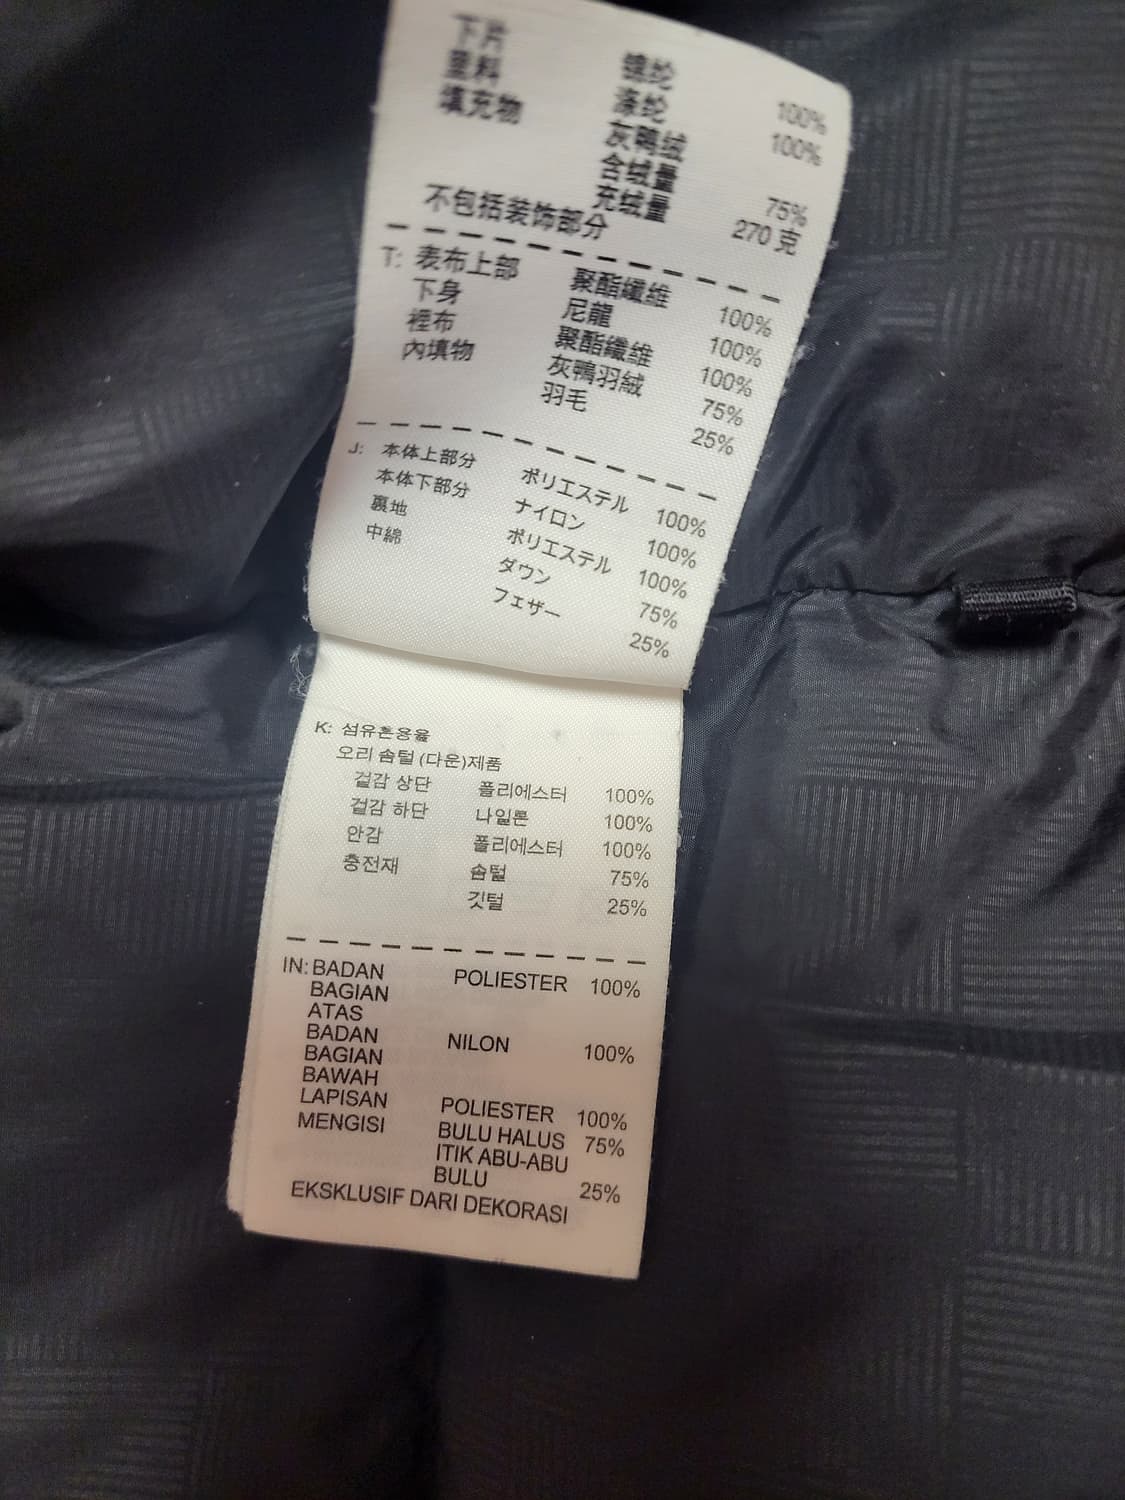 下片 锦纶 100%
里料 涤纶 100%
填充物 灰鸭绒
含绒量 75%
充绒量 270 克
不包括装饰部分
T: 表布上部 聚酯纖維 100%
下身 尼龍 100%
裡布 聚酯纖維 100%
內填物 灰鴨羽絨 75%
羽毛 25%
J: 本体上部分 ポリエステル 100%
本体下部分 ナイロン 100%
裏地 ポリエステル 100%
中綿 ダウン 75%
フェザー 25%
K: 섬유혼용율
오리 솜털 (다운)제품
겉감 상단 폴리에스터 100%
겉감 하단 나일론 100%
안감 폴리에스터 100%
충전재 솜털 75%
깃털 25%
IN: BADAN POLIESTER 100%
BAGIAN
ATAS
BADAN NILON 100%
BAGIAN
BAWAH
LAPISAN POLIESTER 100%
MENGISI BULU HALUS 75%
ITIK ABU-ABU
BULU 25%
EKSKLUSIF DARI DEKORASI